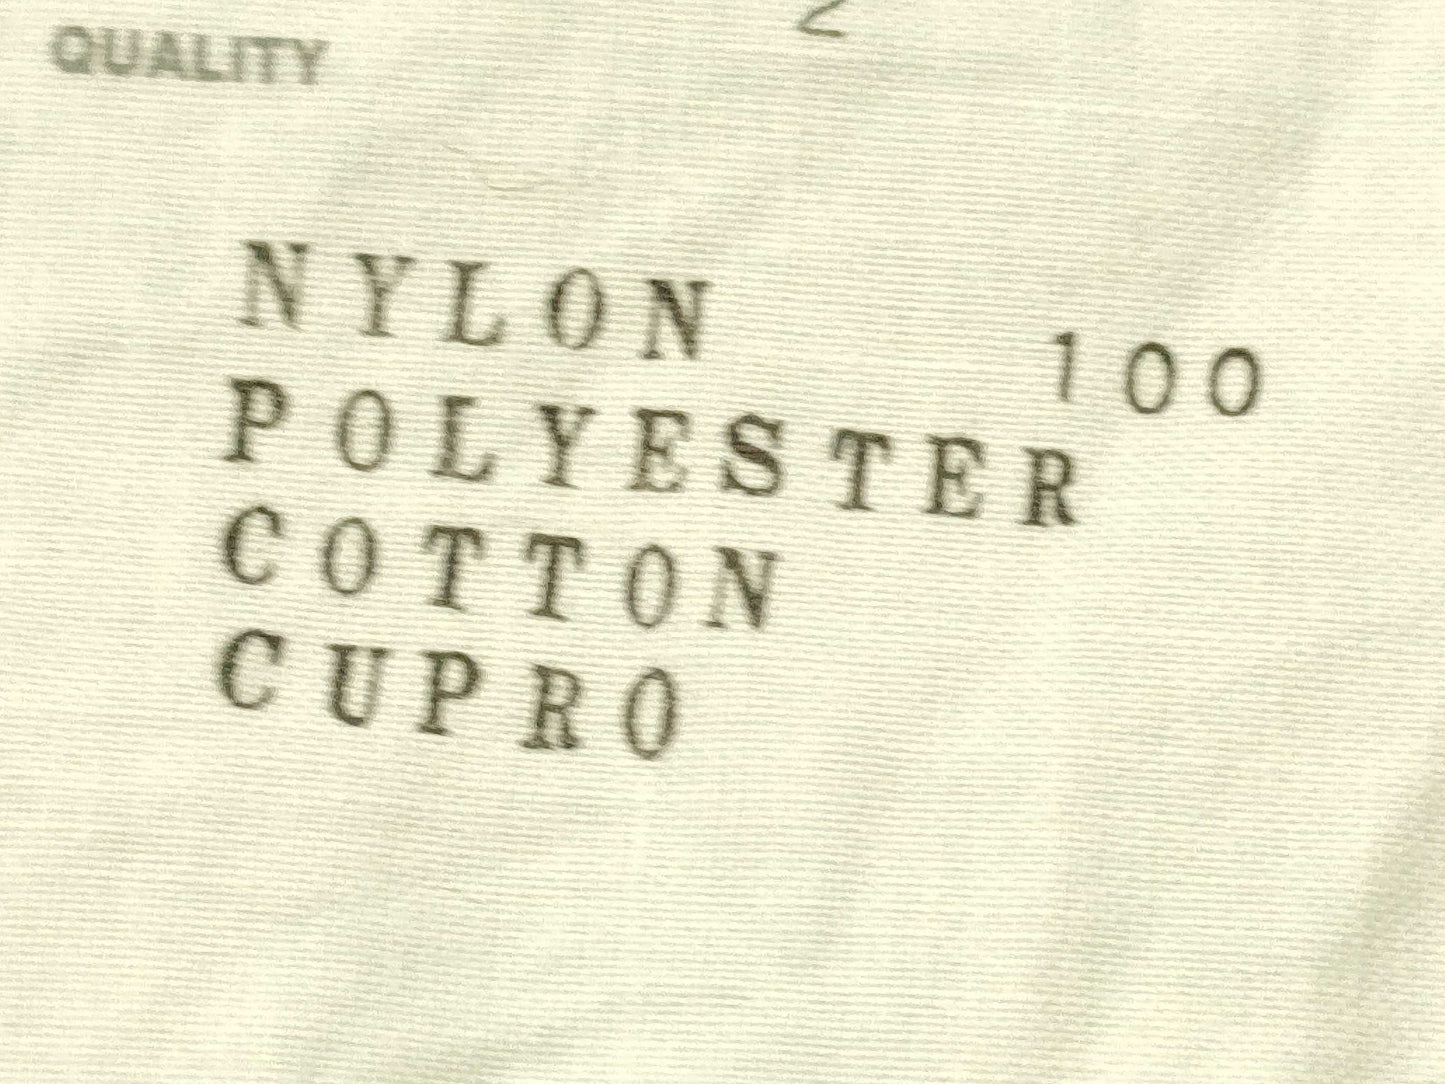 QUALITY
NYLON 100
POLYESTER
COTTON
CUPRO